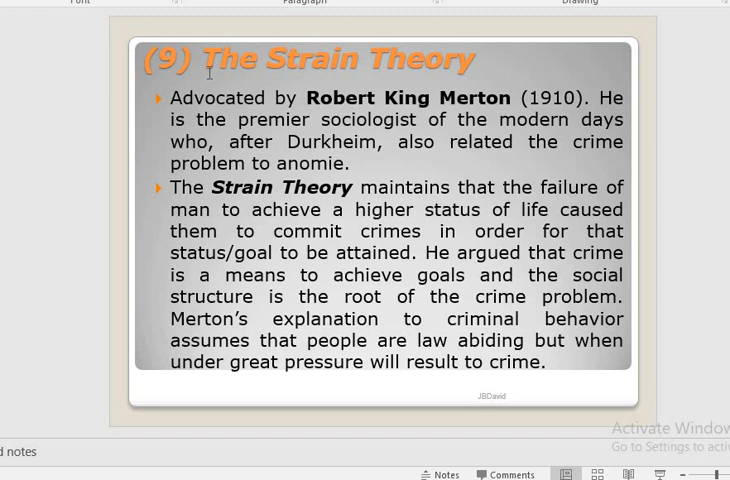 Font Paragraph Drawing
(9) The Strain Theory
Advocated by Robert King Merton (1910). He
is the premier sociologist of the modern days
who, after Durkheim, also related the crime
problem to anomie.
The Strain Theory maintains that the failure of
man to achieve a higher status of life caused
them to commit crimes in order for that
status/goal to be attained. He argued that crime
is a means to achieve goals and the social
structure is the root of the crime problem.
Merton's explanation to criminal behavior
assumes that people are law abiding but when
under great pressure will result to crime.
JBDavid
Activate Window
Go to Settings to activ
d notes
Notes Comments